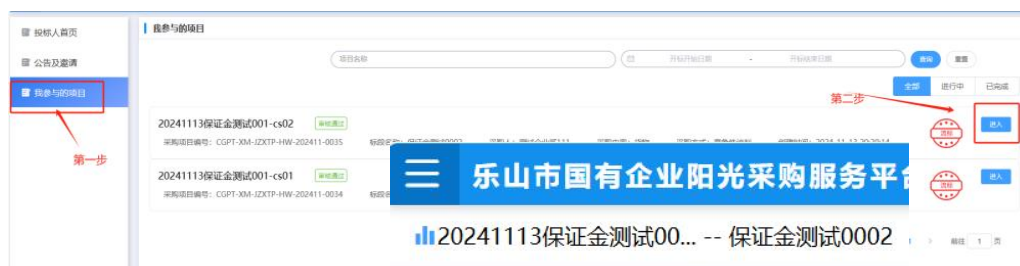 投标人首页
公告及邀请
我参与的项目
第一步
我参与的项目
项目名称
开标开始日期 - 开标结束日期
查询 重置
全部 进行中 已完成
第二步
20241113保证金测试001-cs02 审核通过
采购项目编号：CGPT-XM-JZXTP-HW-202411-0035
流标
进入
20241113保证金测试001-cs01 审核通过
采购项目编号：CGPT-XM-JZXTP-HW-202411-0034
流标
进入
乐山市国有企业阳光采购服务平
20241113保证金测试00... -- 保证金测试0002
前往 1 页